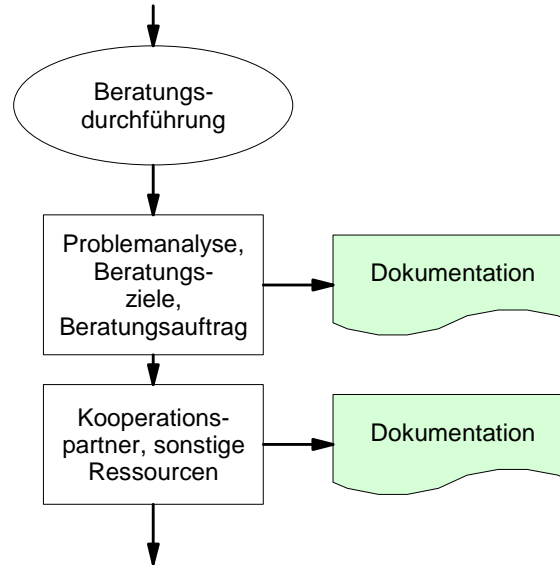 Beratungs-
durchführung
Problemanalyse,
Beratungs-
ziele,
Beratungsauftrag
Dokumentation
Kooperations-
partner, sonstige
Ressourcen
Dokumentation